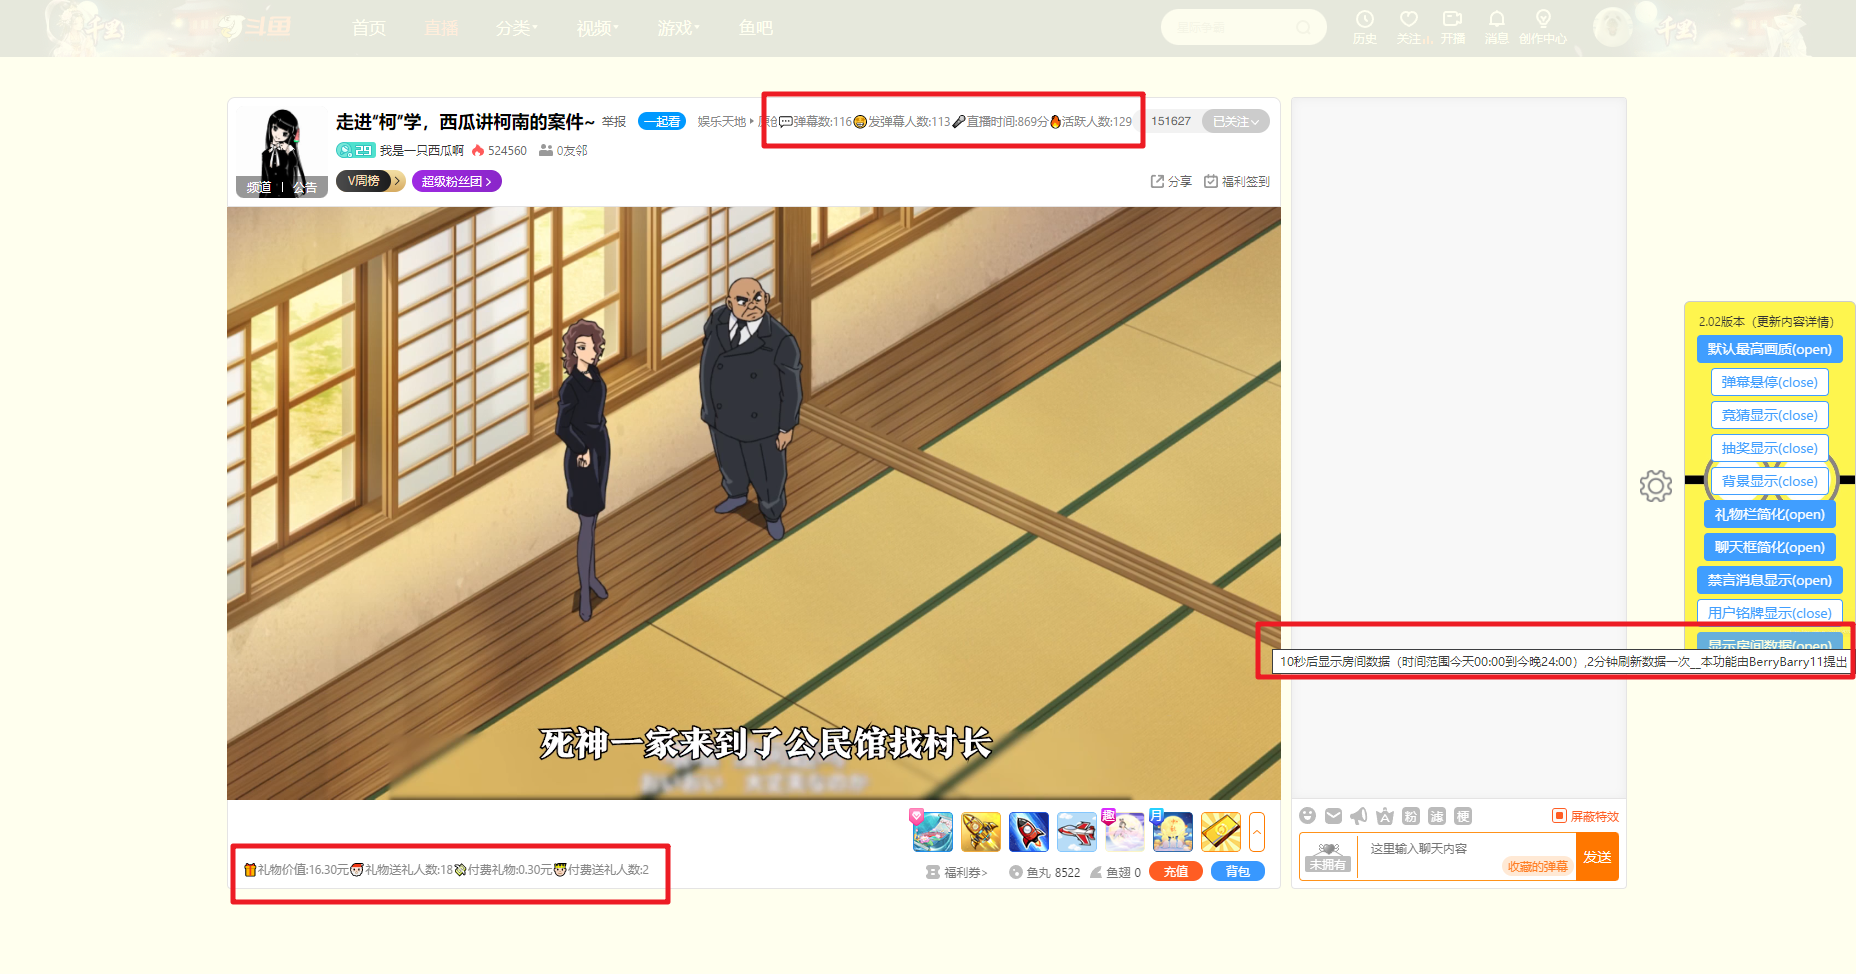 千里
斗鱼
首页
直播
分类
视频
游戏
鱼吧
历史
关注
开播
消息
创作中心
千里
走进“柯”学，西瓜讲柯南的案件~
举报
一起看
娱乐天地
弹幕数:116 发弹幕人数:113 直播时间:869分 活跃人数:129
151627
已关注
29
我是一只西瓜啊
524560
0友邻
频道 | 公告
V周榜
超级粉丝团
分享
福利签到
死神一家来到了公民馆找村长
2.02版本（更新内容详情）
默认最高画质(open)
弹幕悬停(close)
竞猜显示(close)
抽奖显示(close)
背景显示(close)
礼物栏简化(open)
聊天框简化(open)
禁言消息显示(open)
用户铭牌显示(close)
显示房间数据(open)
10秒后显示房间数据（时间范围今天00:00到今晚24:00）,2分钟刷新数据一次__本功能由BerryBarry11提出
趣
月
粉
滤
梗
屏蔽特效
未拥有
这里输入聊天内容
收藏的弹幕
发送
礼物价值:16.30元 礼物送礼人数:18 付费礼物:0.30元 付费送礼人数:2
福利券>
鱼丸 8522
鱼翅 0
充值
背包